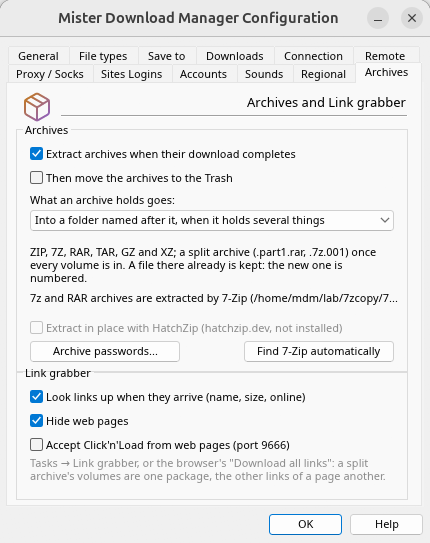 Mister Download Manager Configuration
General File types Save to Downloads Connection Remote
Proxy / Socks Sites Logins Accounts Sounds Regional Archives
Archives and Link grabber
Archives
Extract archives when their download completes
Then move the archives to the Trash
What an archive holds goes:
Into a folder named after it, when it holds several things
ZIP, 7Z, RAR, TAR, GZ and XZ; a split archive (.part1.rar, .7z.001) once
every volume is in. A file there already is kept: the new one is
numbered.
7z and RAR archives are extracted by 7-Zip (/home/mdm/lab/7zcopy/7...
Extract in place with HatchZip (hatchzip.dev, not installed)
Archive passwords... Find 7-Zip automatically
Link grabber
Look links up when they arrive (name, size, online)
Hide web pages
Accept Click'n'Load from web pages (port 9666)
Tasks → Link grabber, or the browser's "Download all links": a split
archive's volumes are one package, the other links of a page another.
OK Help